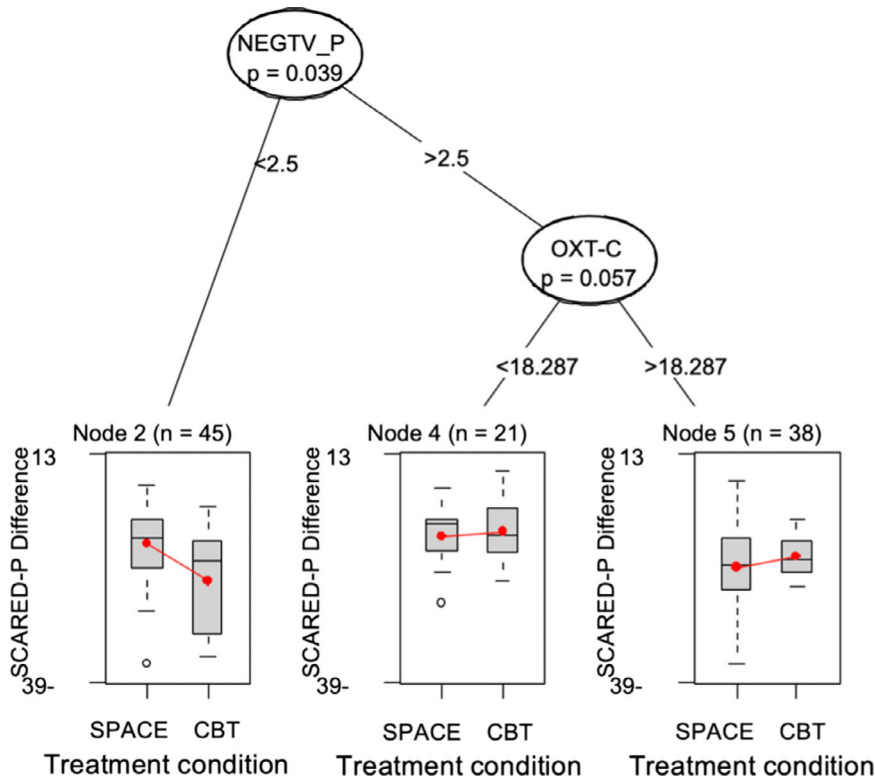 NEGTV_P
p = 0.039
<2.5
>2.5
OXT-C
p = 0.057
<18.287
>18.287
Node 2 (n = 45)
Node 4 (n = 21)
Node 5 (n = 38)
SCARED-P Difference
13
39-
SPACE
CBT
Treatment condition
SCARED-P Difference
13
39-
SPACE
CBT
Treatment condition
SCARED-P Difference
13
39-
SPACE
CBT
Treatment condition